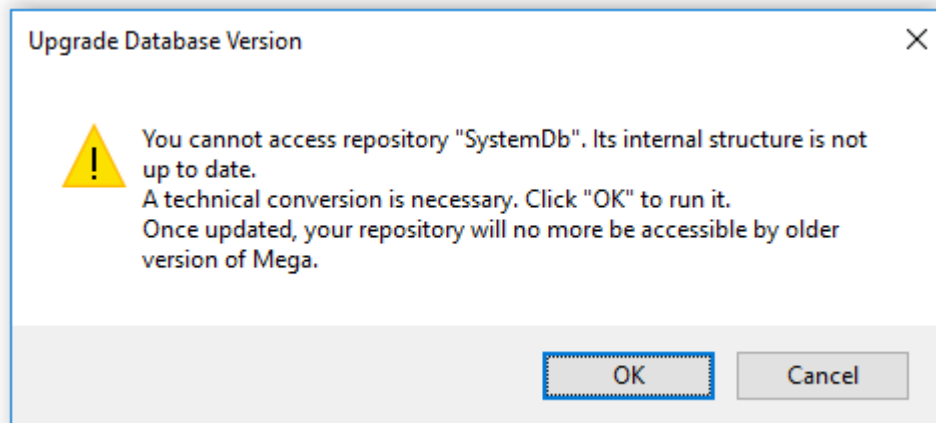 Upgrade Database Version
You cannot access repository "SystemDb". Its internal structure is not
up to date.
A technical conversion is necessary. Click "OK" to run it.
Once updated, your repository will no more be accessible by older
version of Mega.
OK
Cancel